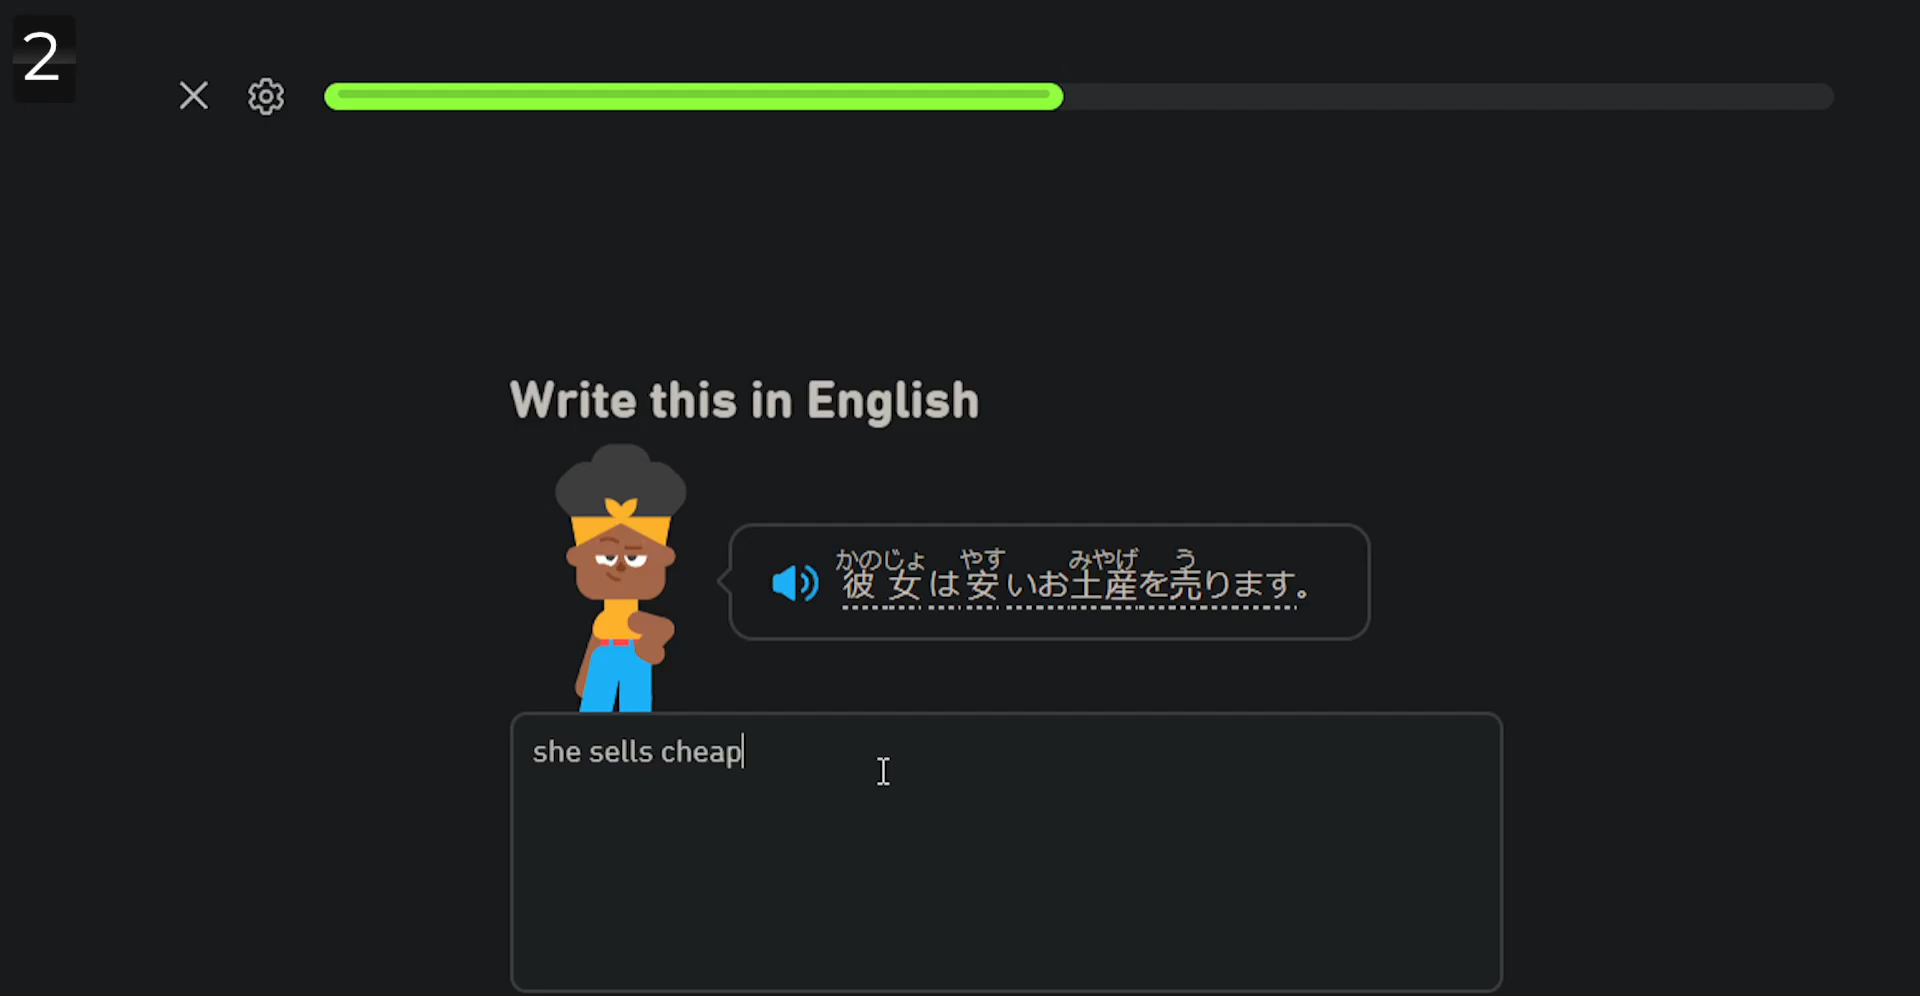 2
Write this in English
かのじょ やす みやげ う
彼女は安いお土産を売ります。
she sells cheap